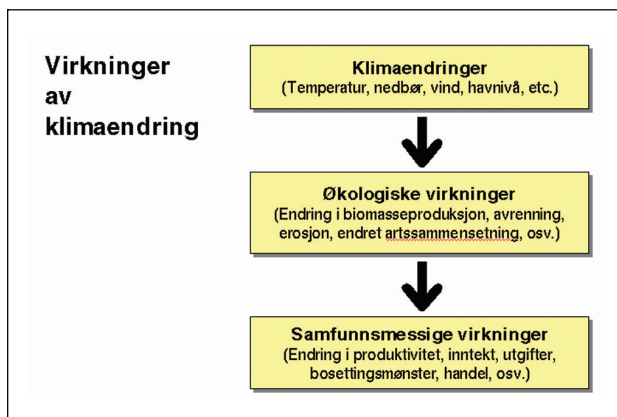 Virkninger
av
klimaendring
Klimaendringer
(Temperatur, nedbør, vind, havnivå, etc.)
Økologiske virkninger
(Endring i biomasseproduksjon, avrenning,
erosjon, endret artssammensetning, osv.)
Samfunnsmessige virkninger
(Endring i produktivitet, inntekt, utgifter,
bosettingsmønster, handel, osv.)